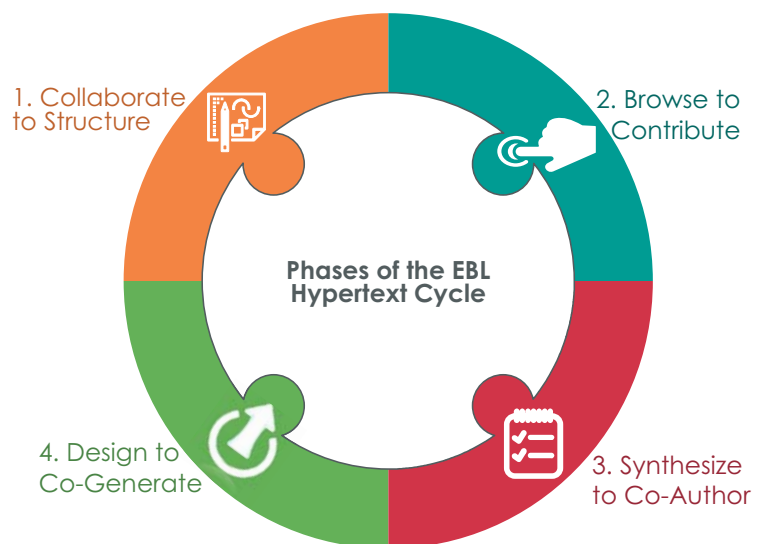 1. Collaborate
to Structure
2. Browse to
Contribute
Phases of the EBL
Hypertext Cycle
3. Synthesize
to Co-Author
4. Design to
Co-Generate